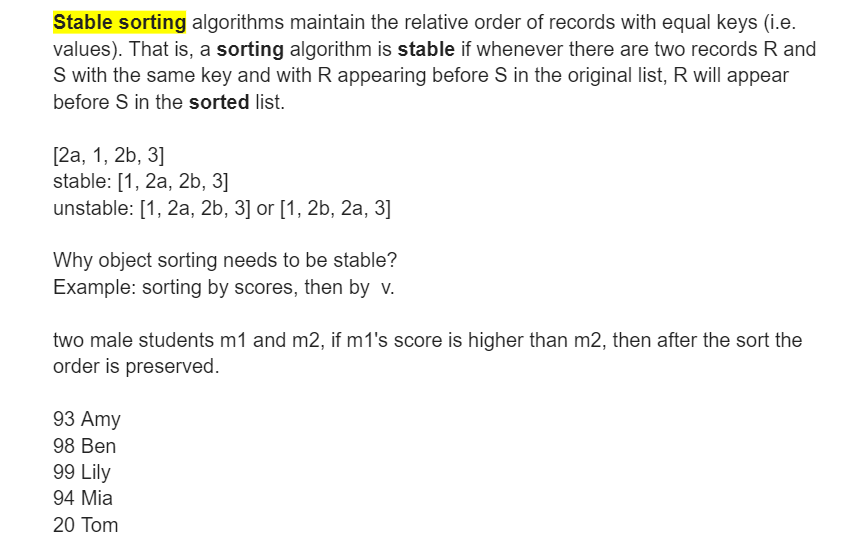 Stable sorting algorithms maintain the relative order of records with equal keys (i.e.
values). That is, a sorting algorithm is stable if whenever there are two records R and
S with the same key and with R appearing before S in the original list, R will appear
before S in the sorted list.
[2a, 1, 2b, 3]
stable: [1, 2a, 2b, 3]
unstable: [1, 2a, 2b, 3] or [1, 2b, 2a, 3]
Why object sorting needs to be stable?
Example: sorting by scores, then by  v.
two male students m1 and m2, if m1's score is higher than m2, then after the sort the
order is preserved.
93 Amy
98 Ben
99 Lily
94 Mia
20 Tom